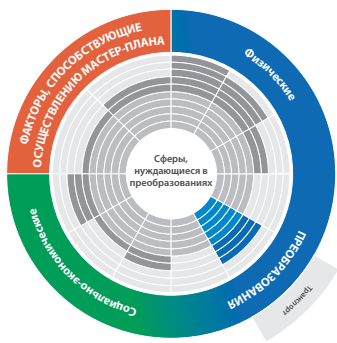 ФАКТОРЫ, СПОСОБСТВУЮЩИЕ
ОСУЩЕСТВЛЕНИЮ МАСТЕР-ПЛАНА
Физические
Сферы,
нуждающиеся в
преобразованиях
Социально-экономические
ПРЕОБРАЗОВАНИЯ
Транспорт